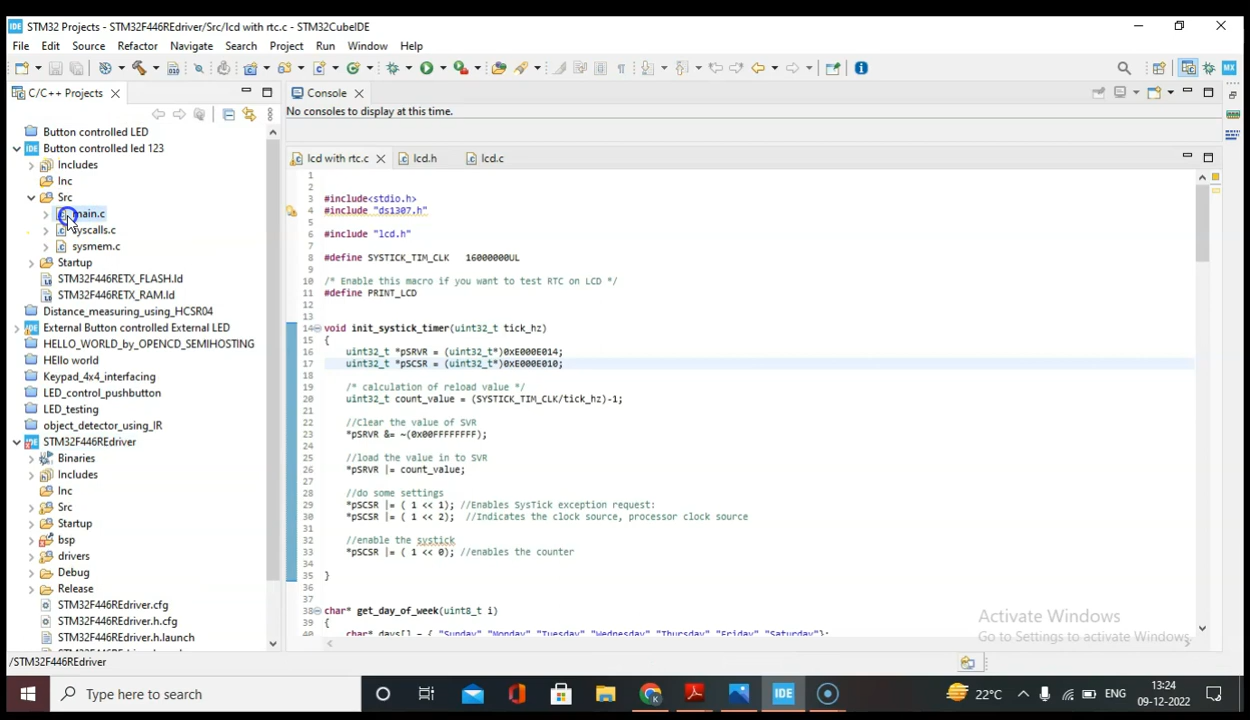 IDE STM32 Projects - STM32F446REdriver/Src/lcd with rtc.c - STM32CubeIDE
File Edit Source Refactor Navigate Search Project Run Window Help
C/C++ Projects
Console
No consoles to display at this time.
Button controlled LED
Button controlled led 123
Includes
Inc
Src
main.c
syscalls.c
sysmem.c
Startup
STM32F446RETX_FLASH.ld
STM32F446RETX_RAM.ld
Distance_measuring_using_HCSR04
External Button controlled External LED
HELLO_WORLD_by_OPENCD_SEMIHOSTING
HEllo world
Keypad_4x4_interfacing
LED_control_pushbutton
LED_testing
object_detector_using_IR
STM32F446REdriver
Binaries
Includes
Inc
Src
Startup
bsp
drivers
Debug
Release
STM32F446REdriver.cfg
STM32F446REdriver.h.cfg
STM32F446REdriver.h.launch
/STM32F446REdriver
lcd with rtc.c lcd.h lcd.c
1
2
3 #include<stdio.h>
4 #include "ds1307.h"
5
6 #include "lcd.h"
7
8 #define SYSTICK_TIM_CLK 16000000UL
9
10 /* Enable this macro if you want to test RTC on LCD */
11 #define PRINT_LCD
12
13
14 void init_systick_timer(uint32_t tick_hz)
15 {
16 uint32_t *pSRVR = (uint32_t*)0xE000E014;
17 uint32_t *pSCSR = (uint32_t*)0xE000E010;
18
19 /* calculation of reload value */
20 uint32_t count_value = (SYSTICK_TIM_CLK/tick_hz)-1;
21
22 //Clear the value of SVR
23 *pSRVR &= ~(0x00FFFFFFFF);
24
25 //load the value in to SVR
26 *pSRVR |= count_value;
27
28 //do some settings
29 *pSCSR |= ( 1 << 1); //Enables SysTick exception request:
30 *pSCSR |= ( 1 << 2); //Indicates the clock source, processor clock source
31
32 //enable the systick
33 *pSCSR |= ( 1 << 0); //enables the counter
34
35 }
36
37
38 char* get_day_of_week(uint8_t i)
39 {
40 char* days[] = { "Sunday","Monday","Tuesday","Wednesday","Thursday","Friday","Saturday"};
Activate Windows
Go to Settings to activate Windows.
Type here to search
IDE
22°C
ENG
13:24
09-12-2022